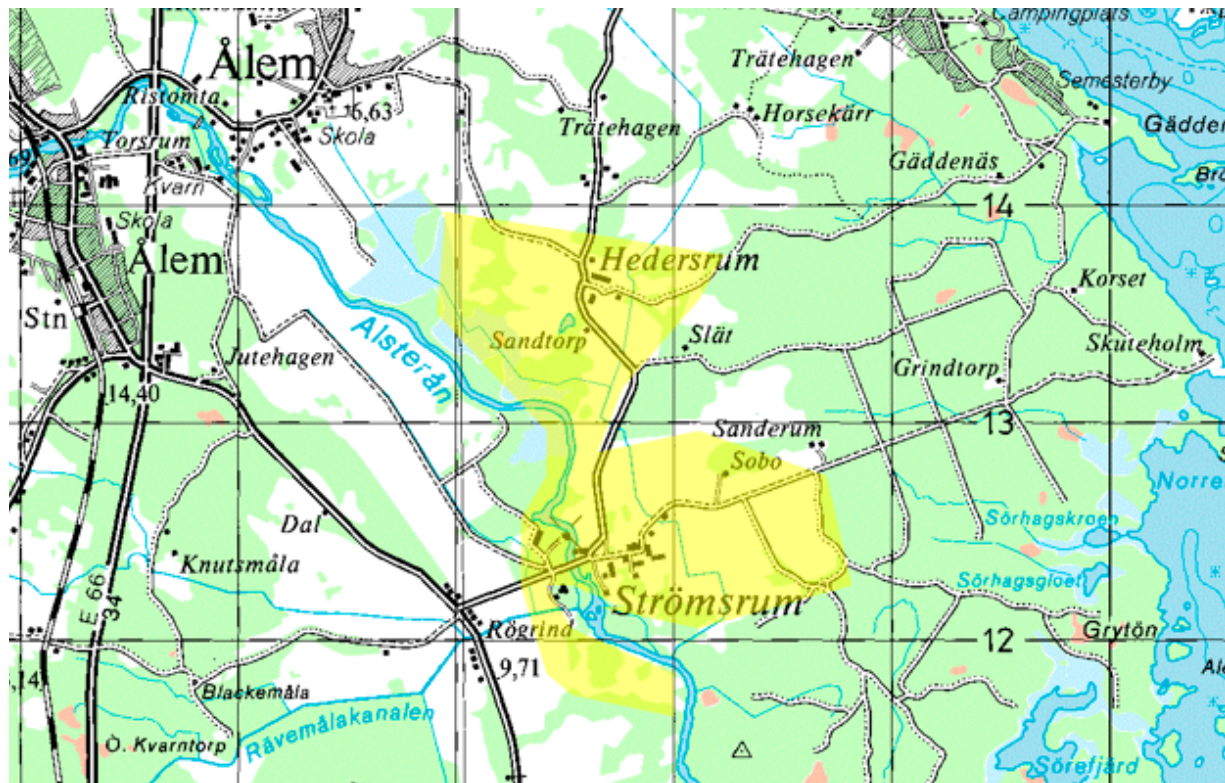 Campingplats
Ålem
Trätehagen
Semesterby
Ristomta
6,63
Horsekärr
Skola
Trätehagen
Torsrum
Gäddenäs
Kvarn
14
Skola
Ålem
Hedersrum
Korset
Stn
Alsterån
Sandtorp
Slät
Skuteholm
Jutehagen
Grindtorp
14,40
13
Sanderum
Sobo
Norre
Dal
Sörhagskroen
Knutsmåla
Sörhagsgloet
E 66
34
Strömsrum
Rögrind
Grytön
12
9,71
Blackemåla
Råvemålakanalen
Ö. Kvarntorp
Sörefjärd